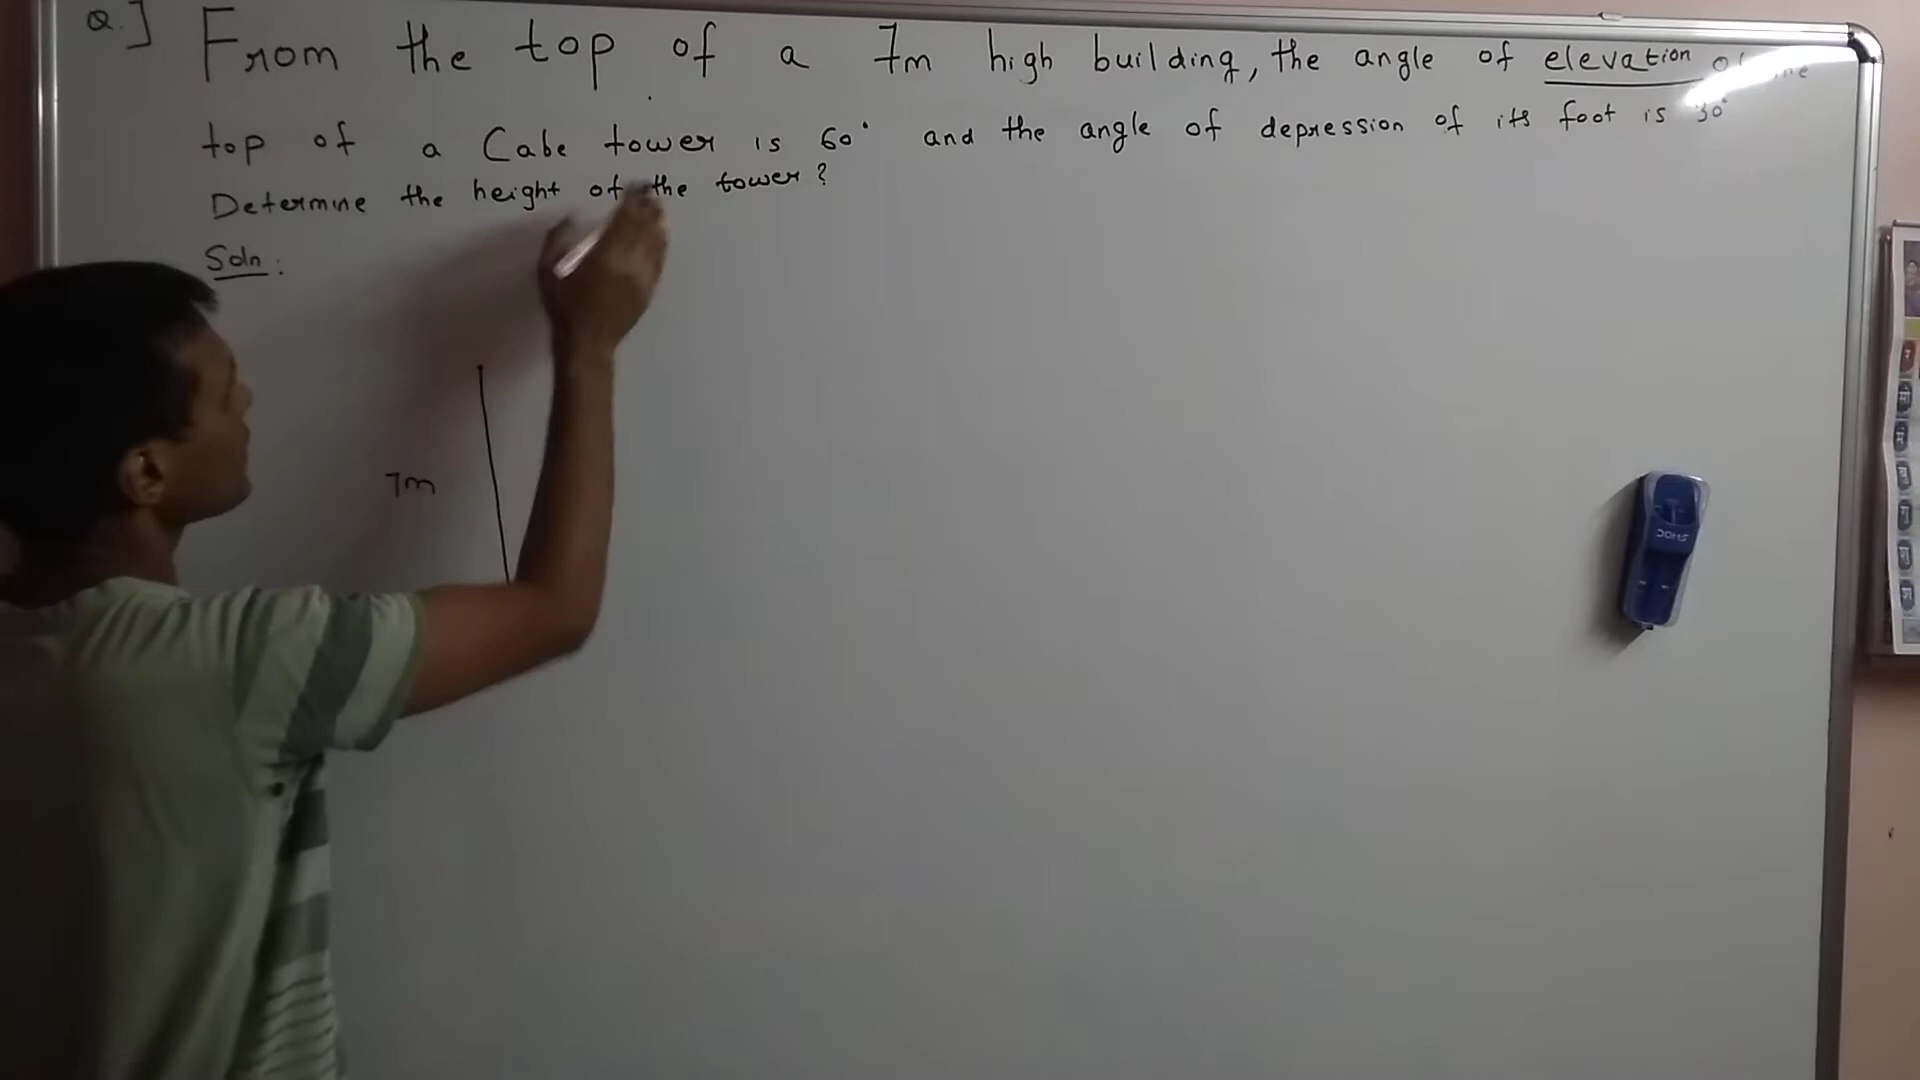 Q.] From the top of a 7m high building, the angle of elevation
top of a Cabe tower is 60° and the angle of depression of its foot is 30°
Determine the height of the tower?
Soln:
7m
DOMS